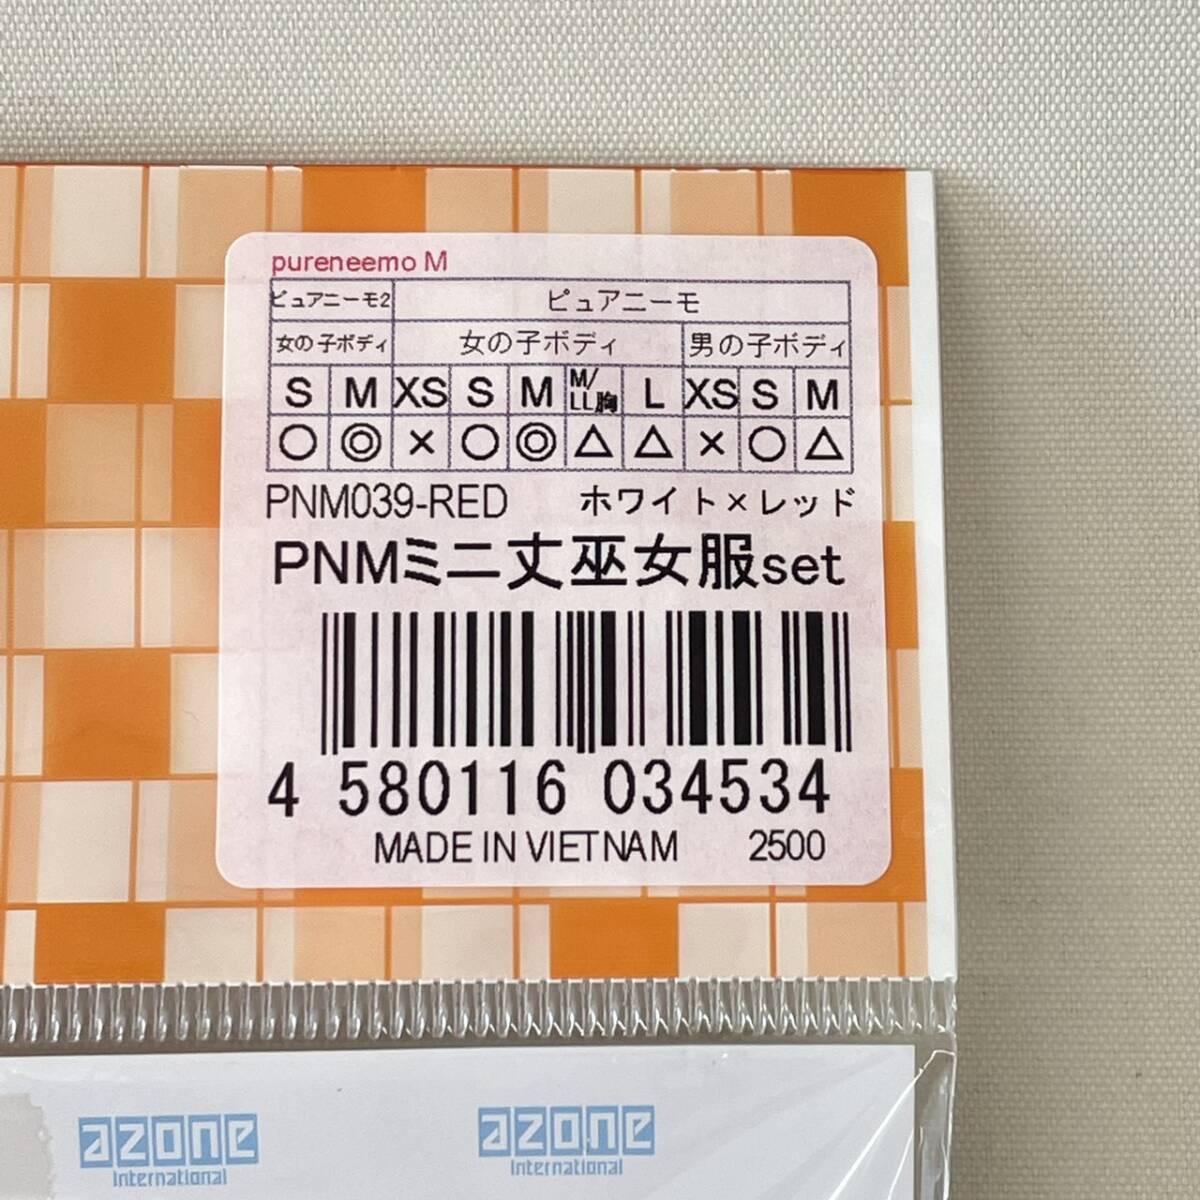 pureneemo M
ピュアニーモ2 ピュアニーモ
女の子ボディ 女の子ボディ 男の子ボディ
S M XS S M M/LL胸 L XS S M
○ ◎ × ○ ◎ △ △ × ○ △
PNM039-RED ホワイト×レッド
PNMミニ丈巫女服set
4 580116 034534
MADE IN VIETNAM 2500
azone azone
International International